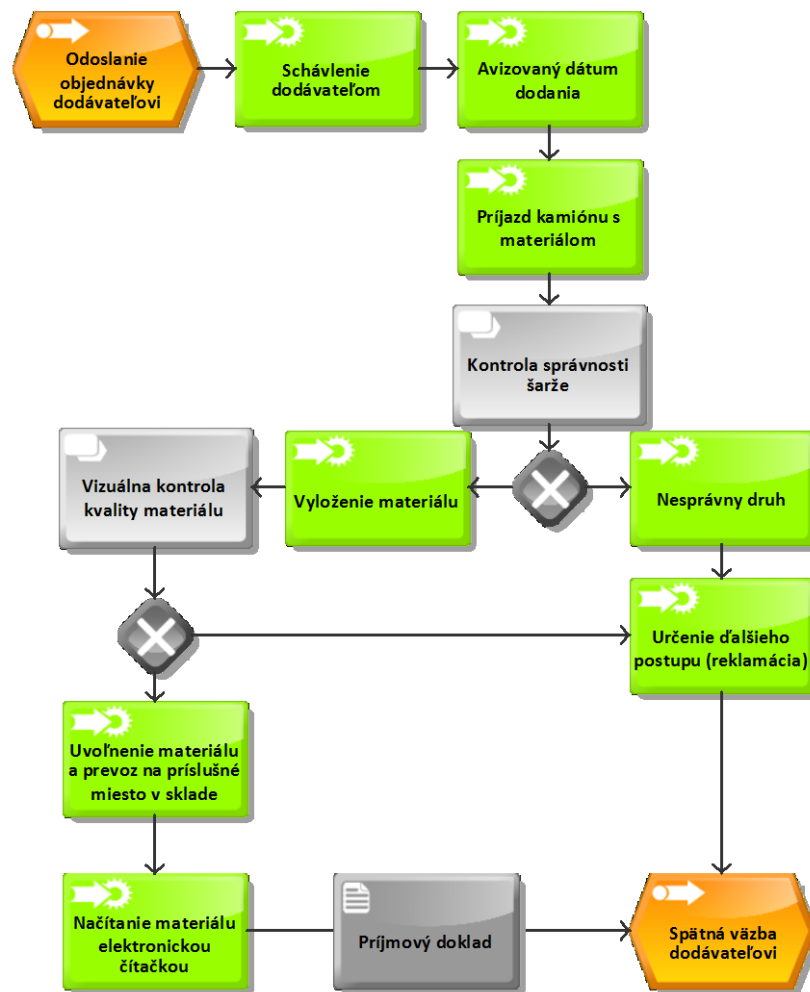 Odoslanie
objednávky
dodávateľovi
Schávlenie
dodávateľom
Avizovaný dátum
dodania
Príjazd kamiónu s
materiálom
Kontrola správnosti
šarže
Vizuálna kontrola
kvality materiálu
Vyloženie materiálu
Nesprávny druh
Určenie ďalšieho
postupu (reklamácia)
Uvoľnenie materiálu
a prevoz na príslušné
miesto v sklade
Načítanie materiálu
elektronickou
čítačkou
Príjmový doklad
Spätná väzba
dodávateľovi